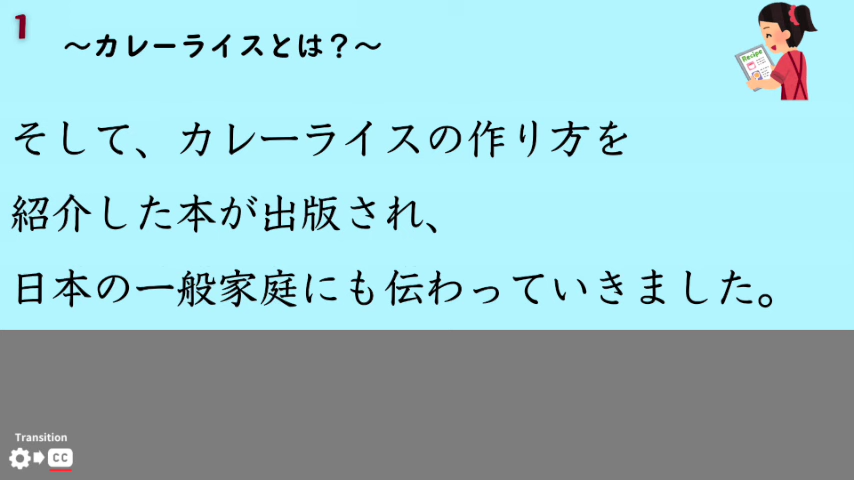 1
～カレーライスとは？～
Recipe
そして、カレーライスの作り方を
紹介した本が出版され、
日本の一般家庭にも伝わっていきました。
Transition
CC